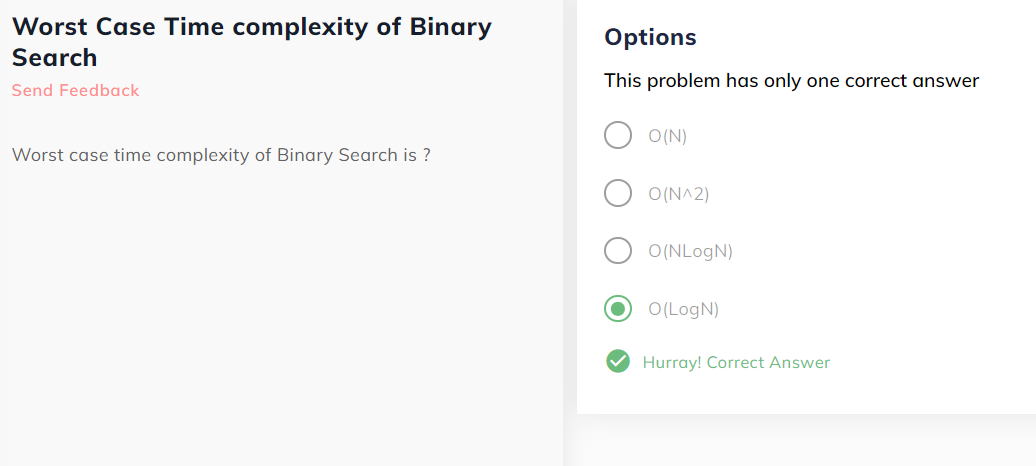 Worst Case Time complexity of Binary
Search
Send Feedback
Worst case time complexity of Binary Search is ?
Options
This problem has only one correct answer
O(N)
O(N^2)
O(NLogN)
O(LogN)
Hurray! Correct Answer